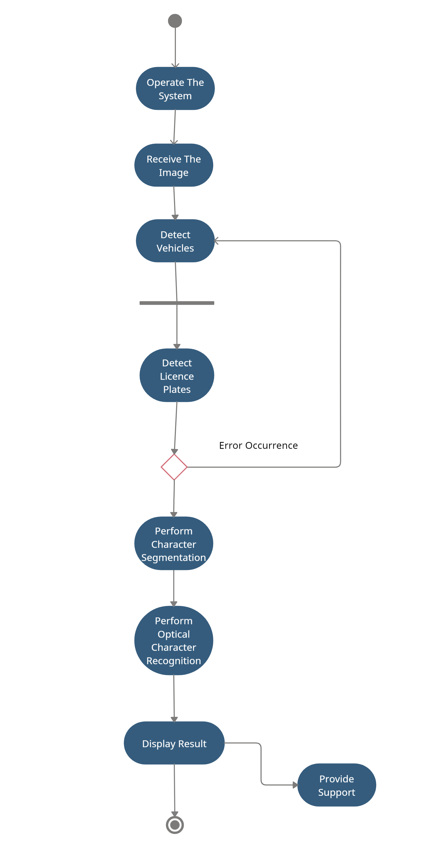 Operate The
System
Receive The
Image
Detect
Vehicles
Detect
Licence
Plates
Error Occurrence
Perform
Character
Segmentation
Perform
Optical
Character
Recognition
Display Result
Provide
Support